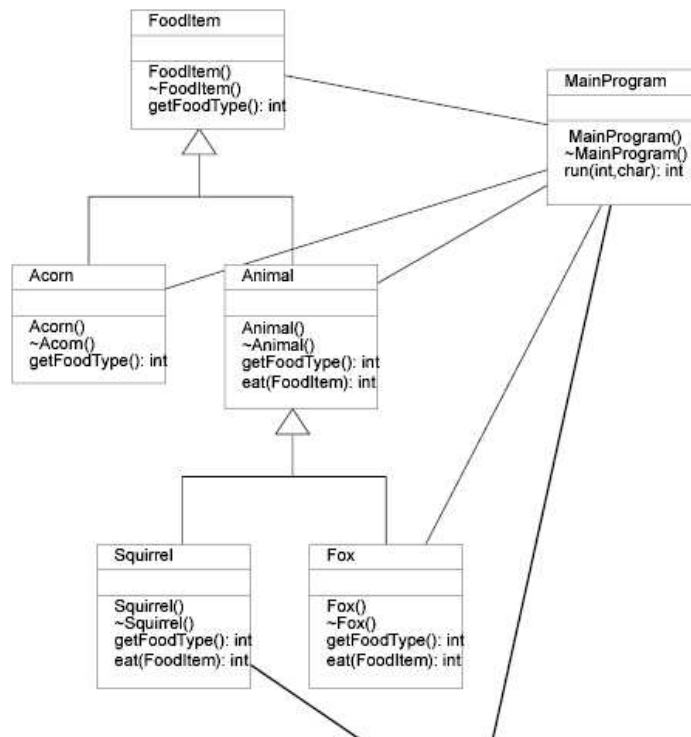 FoodItem
FoodItem()
~FoodItem()
getFoodType(): int
MainProgram
MainProgram()
~MainProgram()
run(int,char): int
Acorn
Acorn()
~Acorn()
getFoodType(): int
Animal
Animal()
~Animal()
getFoodType(): int
eat(FoodItem): int
Squirrel
Squirrel()
~Squirrel()
getFoodType(): int
eat(FoodItem): int
Fox
Fox()
~Fox()
getFoodType(): int
eat(FoodItem): int